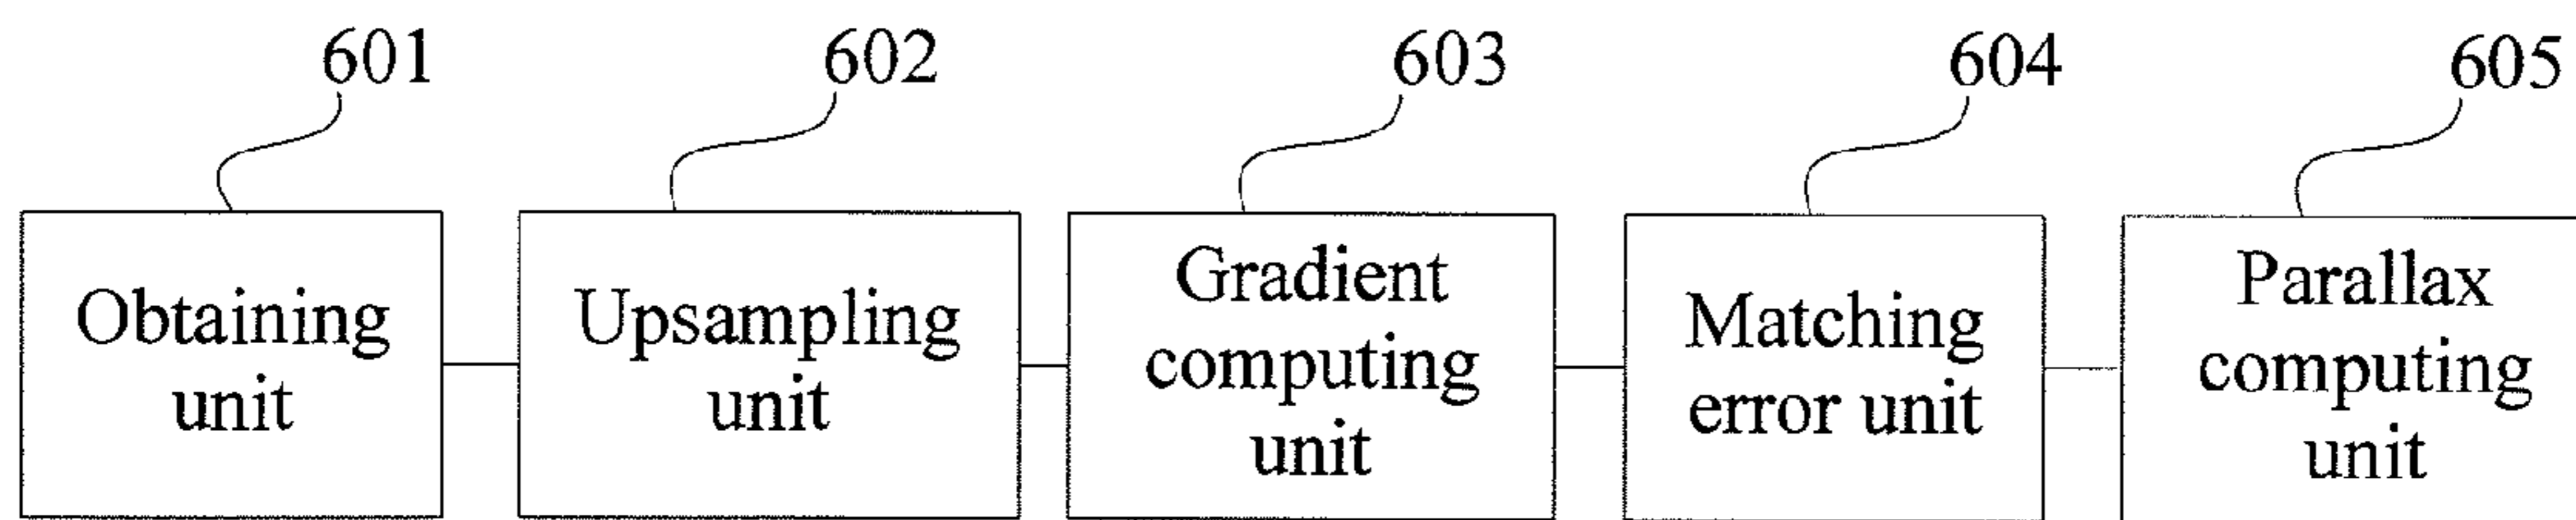 601
602
603
604
605
Obtaining
unit
Upsampling
unit
Gradient
computing
unit
Matching
error unit
Parallax
computing
unit